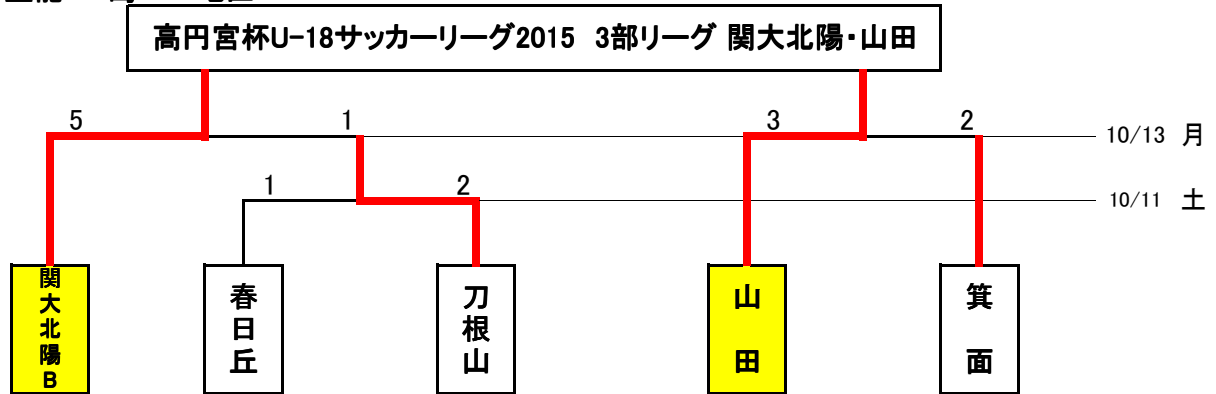 高円宮杯U-18サッカーリーグ2015 3部リーグ 関大北陽・山田
5 1 3 2 10/13 月
1 2 10/11 土
関大北陽B
春日丘
刀根山
山田
箕面